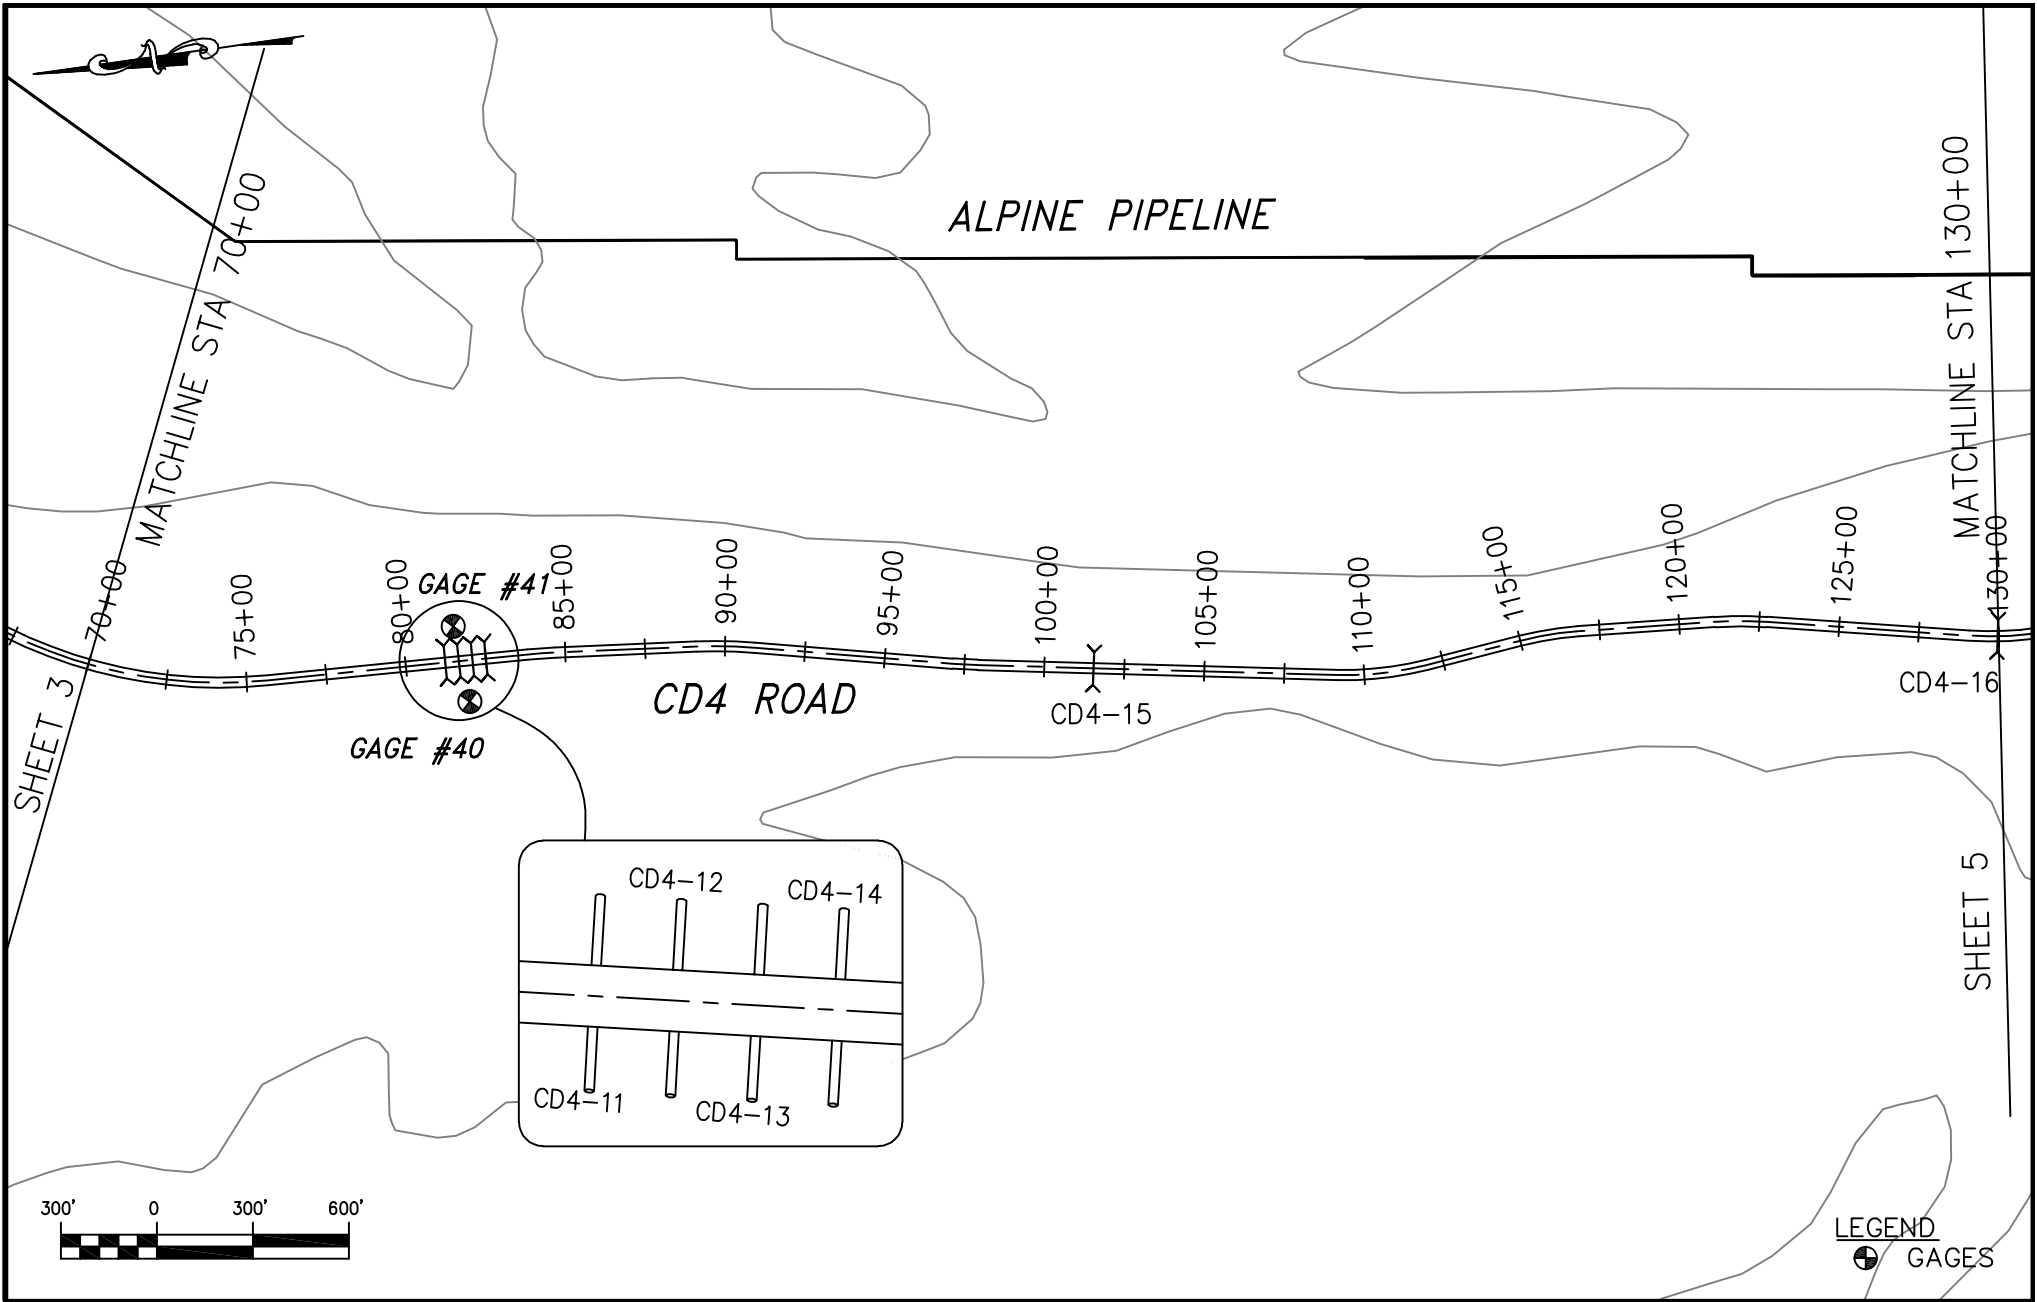 ALPINE PIPELINE
MATCHLINE STA 70+00
MATCHLINE STA 130+00
70+00
75+00
80+00
85+00
90+00
95+00
100+00
105+00
110+00
115+00
120+00
125+00
130+00
GAGE #41
GAGE #40
CD4 ROAD
CD4-15
CD4-16
SHEET 3
SHEET 5
CD4-12
CD4-14
CD4-11
CD4-13
300' 0 300' 600'
LEGEND
GAGES